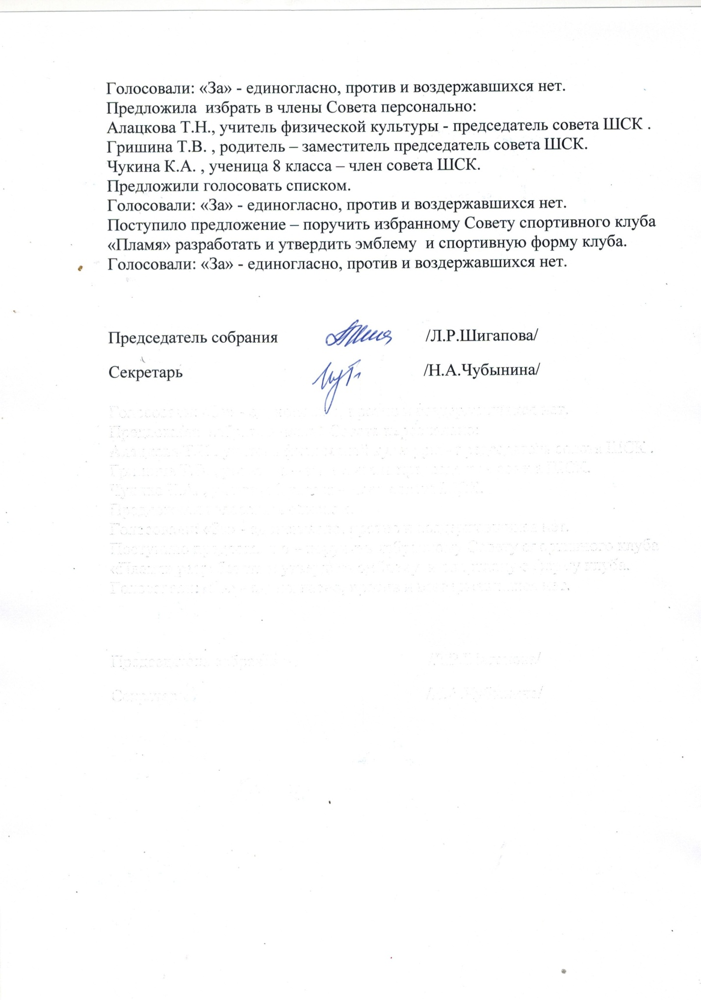 Голосовали: «За» - единогласно, против и воздержавшихся нет.
Предложила  избрать в члены Совета персонально:
Алацкова Т.Н., учитель физической культуры - председатель совета ШСК .
Гришина Т.В. , родитель – заместитель председатель совета ШСК.
Чукина К.А. , ученица 8 класса – член совета ШСК.
Предложили голосовать списком.
Голосовали: «За» - единогласно, против и воздержавшихся нет.
Поступило предложение – поручить избранному Совету спортивного клуба
«Пламя» разработать и утвердить эмблему  и спортивную форму клуба.
Голосовали: «За» - единогласно, против и воздержавшихся нет.
Председатель собрания /Л.Р.Шигапова/
Секретарь /Н.А.Чубынина/